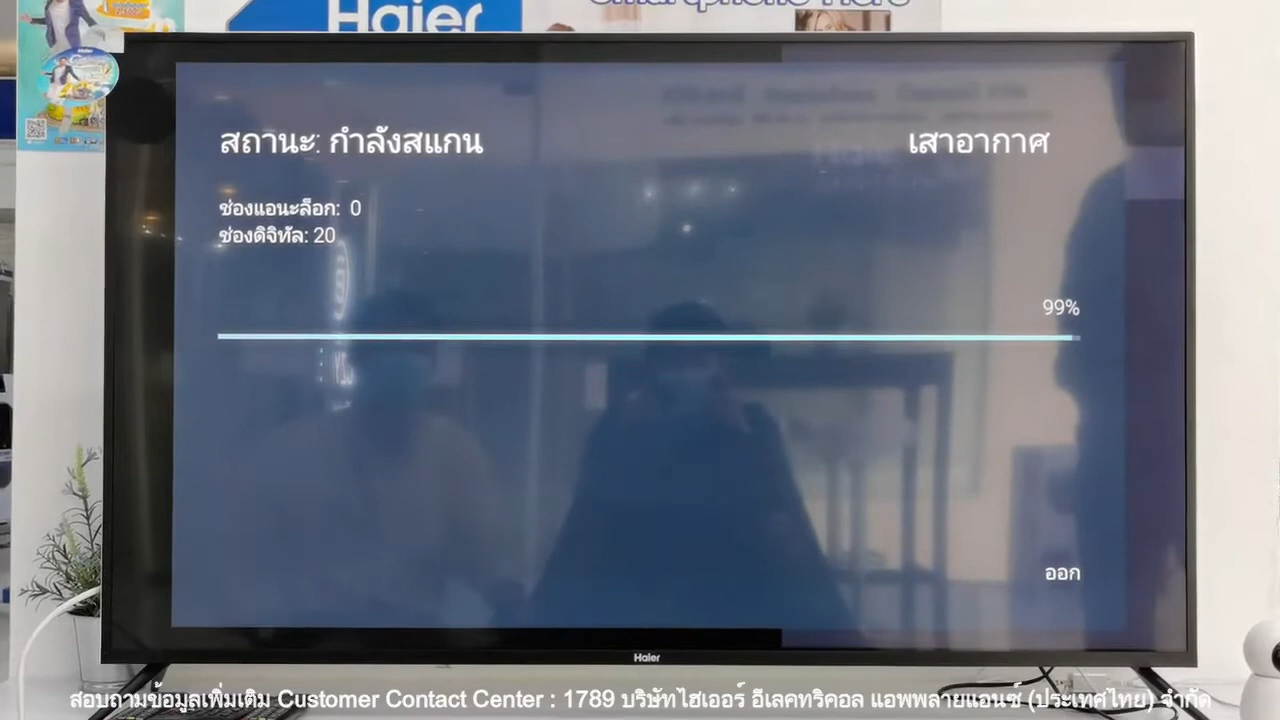 Haier
Smartphone Here
สถานะ: กำลังสแกน
เสาอากาศ
ช่องแอนะล็อก: 0
ช่องดิจิทัล: 20
99%
ออก
Haier
สอบถามข้อมูลเพิ่มเติม Customer Contact Center : 1789 บริษัทไฮเออร์ อีเลคทริคอล แอพพลายแอนซ์ (ประเทศไทย) จำกัด